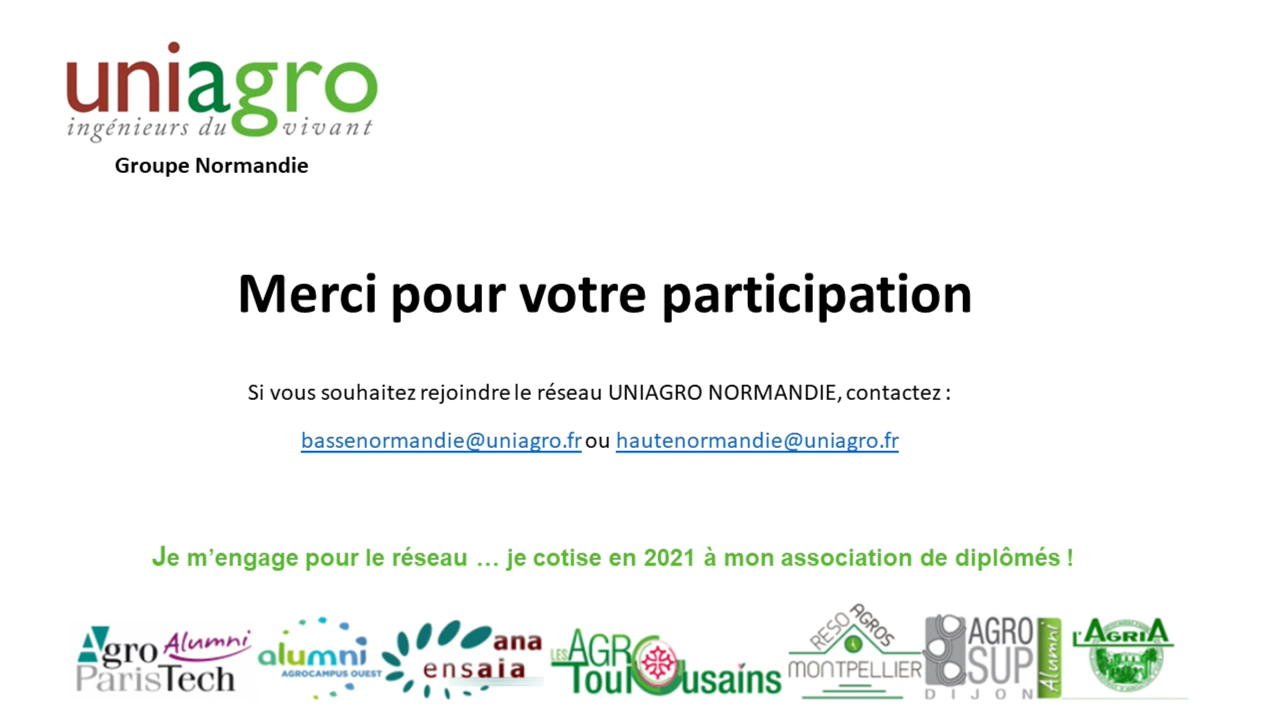 uniagro
ingénieurs du vivant
Groupe Normandie
Merci pour votre participation
Si vous souhaitez rejoindre le réseau UNIAGRO NORMANDIE, contactez :
bassenormandie@uniagro.fr ou hautenormandie@uniagro.fr
Je m’engage pour le réseau … je cotise en 2021 à mon association de diplômés !
Agro Alumni
ParisTech
alumni
AGROCAMPUS OUEST
ana
ensaia
LES AGRO
Toulousains
RESO AGROS
MONTPELLIER
AGRO
SUP
DIJON
Alumni
L'AGRIA